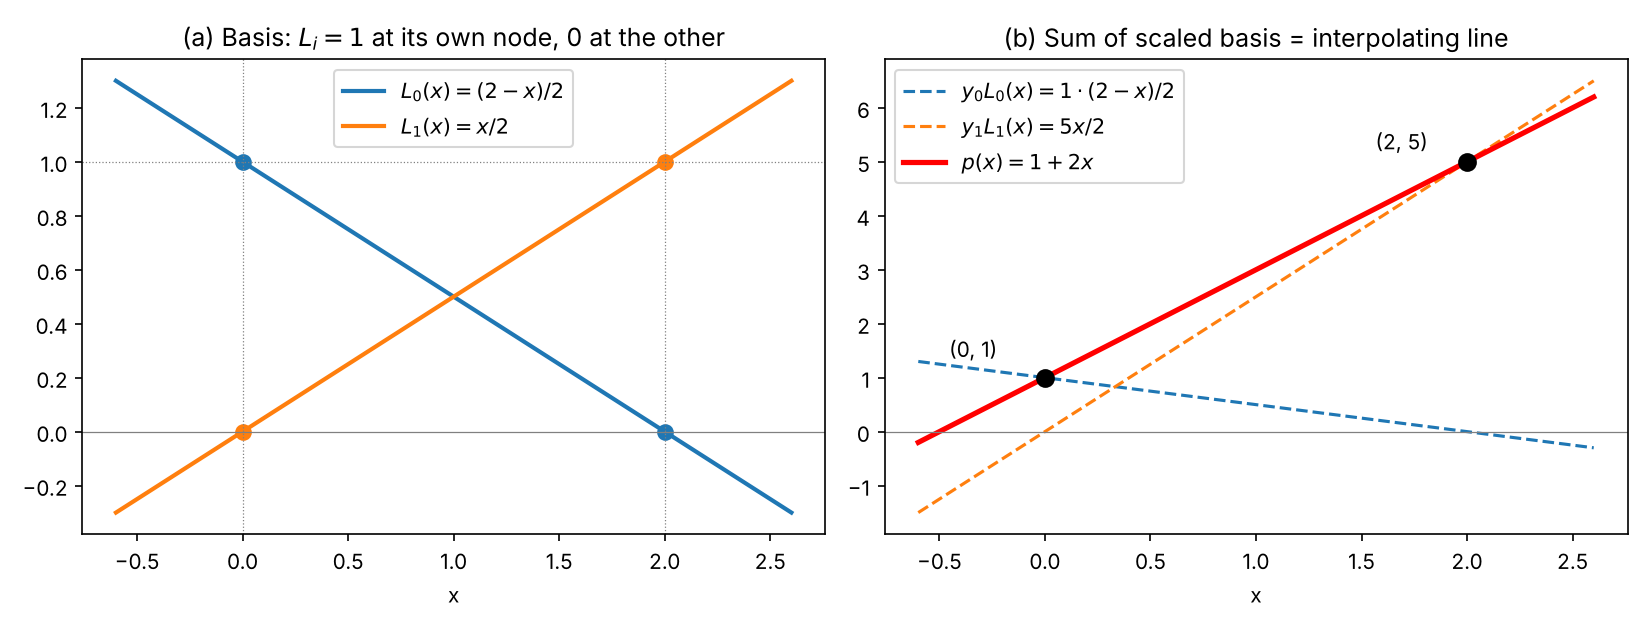 (a) Basis: $L_i = 1$ at its own node, 0 at the other
$L_0(x) = (2 − x)/2$
$L_1(x) = x/2$
1.2
1.0
0.8
0.6
0.4
0.2
0.0
−0.2
−0.5 0.0 0.5 1.0 1.5 2.0 2.5
x
(b) Sum of scaled basis = interpolating line
$y_0L_0(x) = 1 · (2 − x)/2$
$y_1L_1(x) = 5x/2$
$p(x) = 1 + 2x$
(2, 5)
(0, 1)
6
5
4
3
2
1
0
−1
−0.5 0.0 0.5 1.0 1.5 2.0 2.5
x